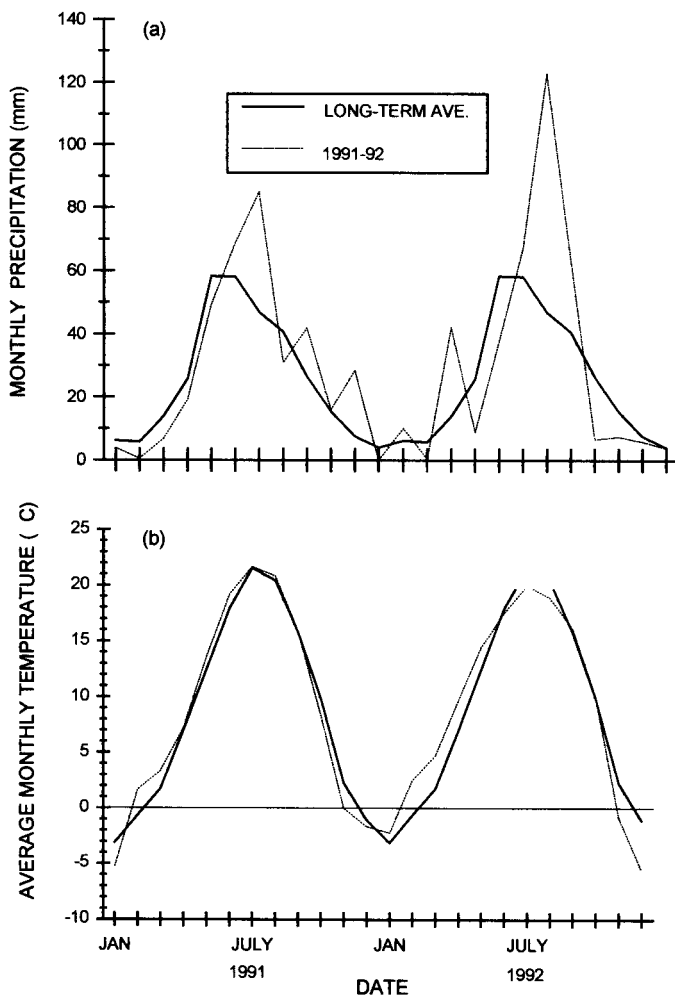 (a)
MONTHLY PRECIPITATION (mm)
140
120
100
80
60
40
20
0
LONG-TERM AVE.
1991-92
(b)
AVERAGE MONTHLY TEMPERATURE ( C)
25
20
15
10
5
0
-5
-10
JAN
JULY
JAN
JULY
1991
1992
DATE